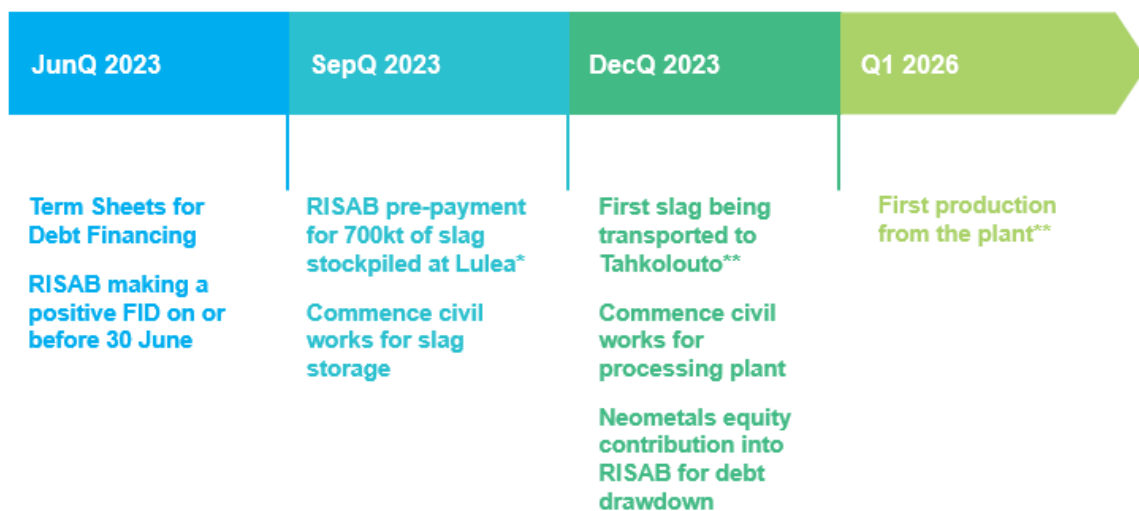 JunQ 2023
SepQ 2023
DecQ 2023
Q1 2026
Term Sheets for
Debt Financing
RISAB making a
positive FID on or
before 30 June
RISAB pre-payment
for 700kt of slag
stockpiled at Lulea*
Commence civil
works for slag
storage
First slag being
transported to
Tahkolouto**
Commence civil
works for
processing plant
Neometals equity
contribution into
RISAB for debt
drawdown
First production
from the plant**